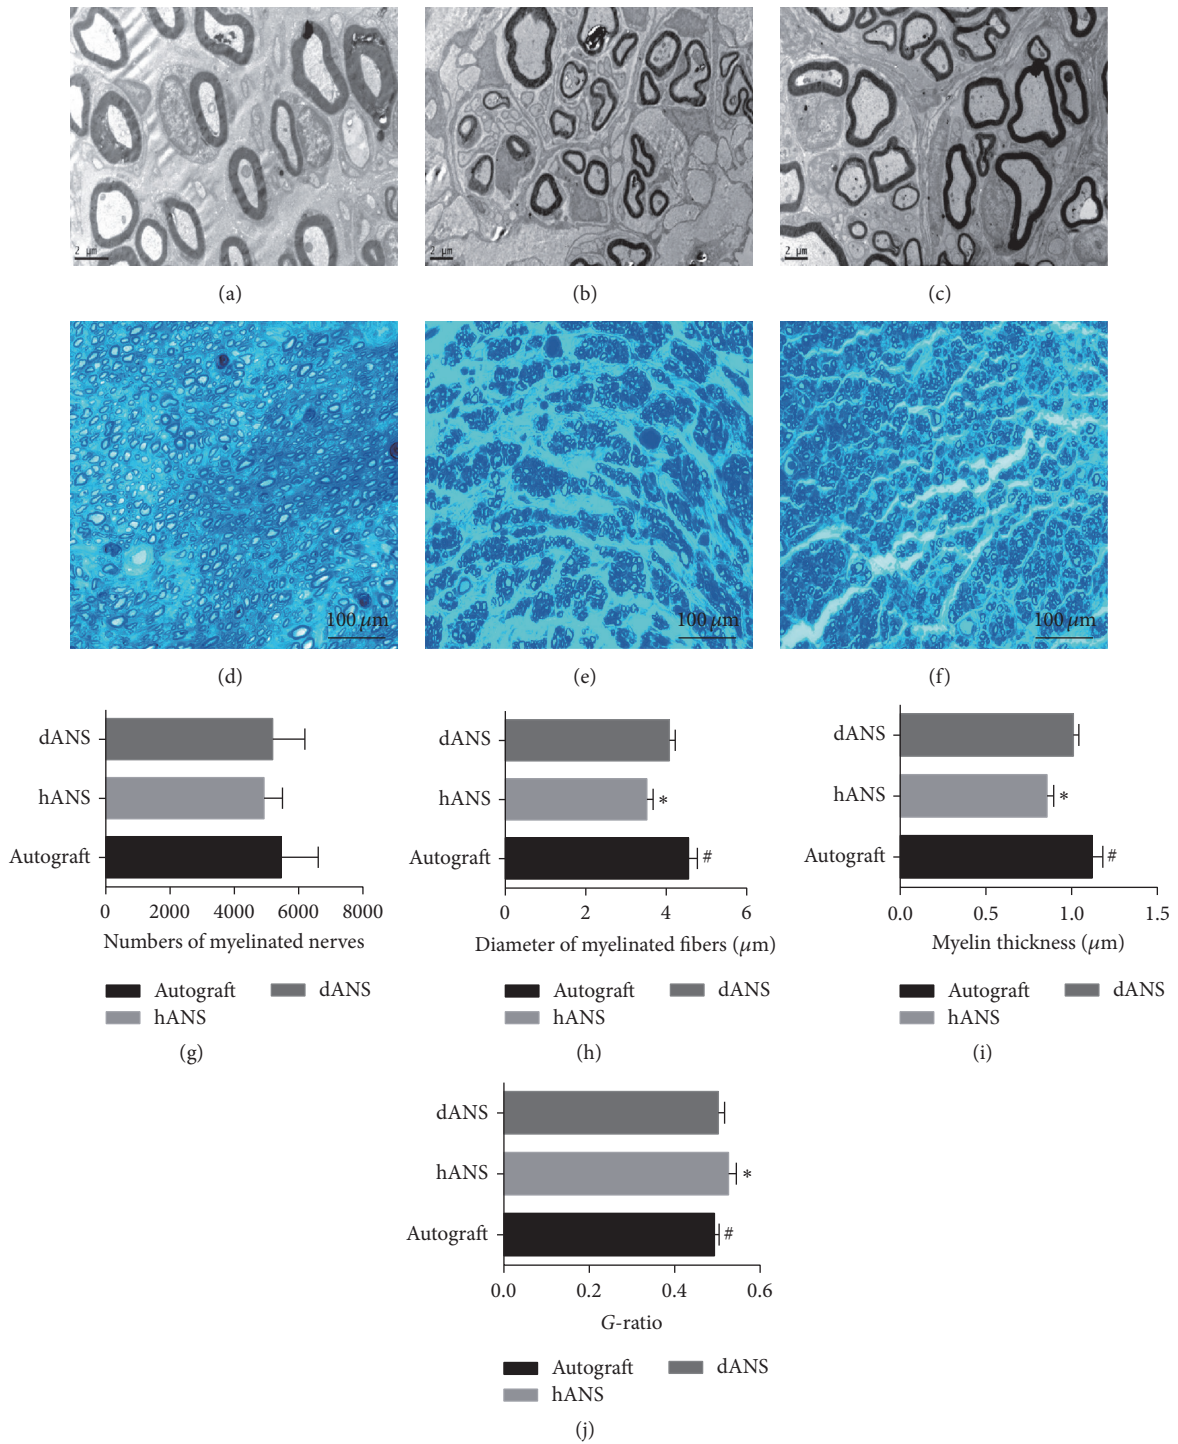 2 μm
2 μm
2 μm
(a)
(b)
(c)
100 μm
100 μm
100 μm
(d)
(e)
(f)
dANS
hANS
Autograft
0 2000 4000 6000 8000
Numbers of myelinated nerves
Autograft dANS
hANS
(g)
dANS
hANS *
Autograft #
0 2 4 6
Diameter of myelinated fibers (μm)
Autograft dANS
hANS
(h)
dANS
hANS *
Autograft #
0.0 0.5 1.0 1.5
Myelin thickness (μm)
Autograft dANS
hANS
(i)
dANS
hANS *
Autograft #
0.0 0.2 0.4 0.6
G-ratio
Autograft dANS
hANS
(j)